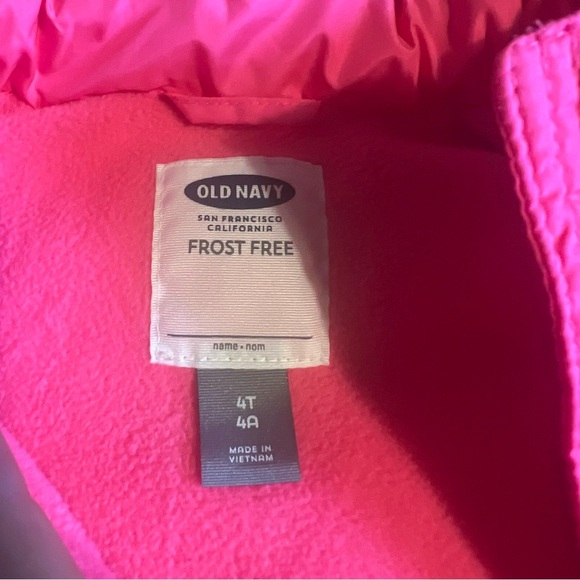 OLD NAVY
SAN FRANCISCO
CALIFORNIA
FROST FREE
name • nom
4T
4A
MADE IN
VIETNAM